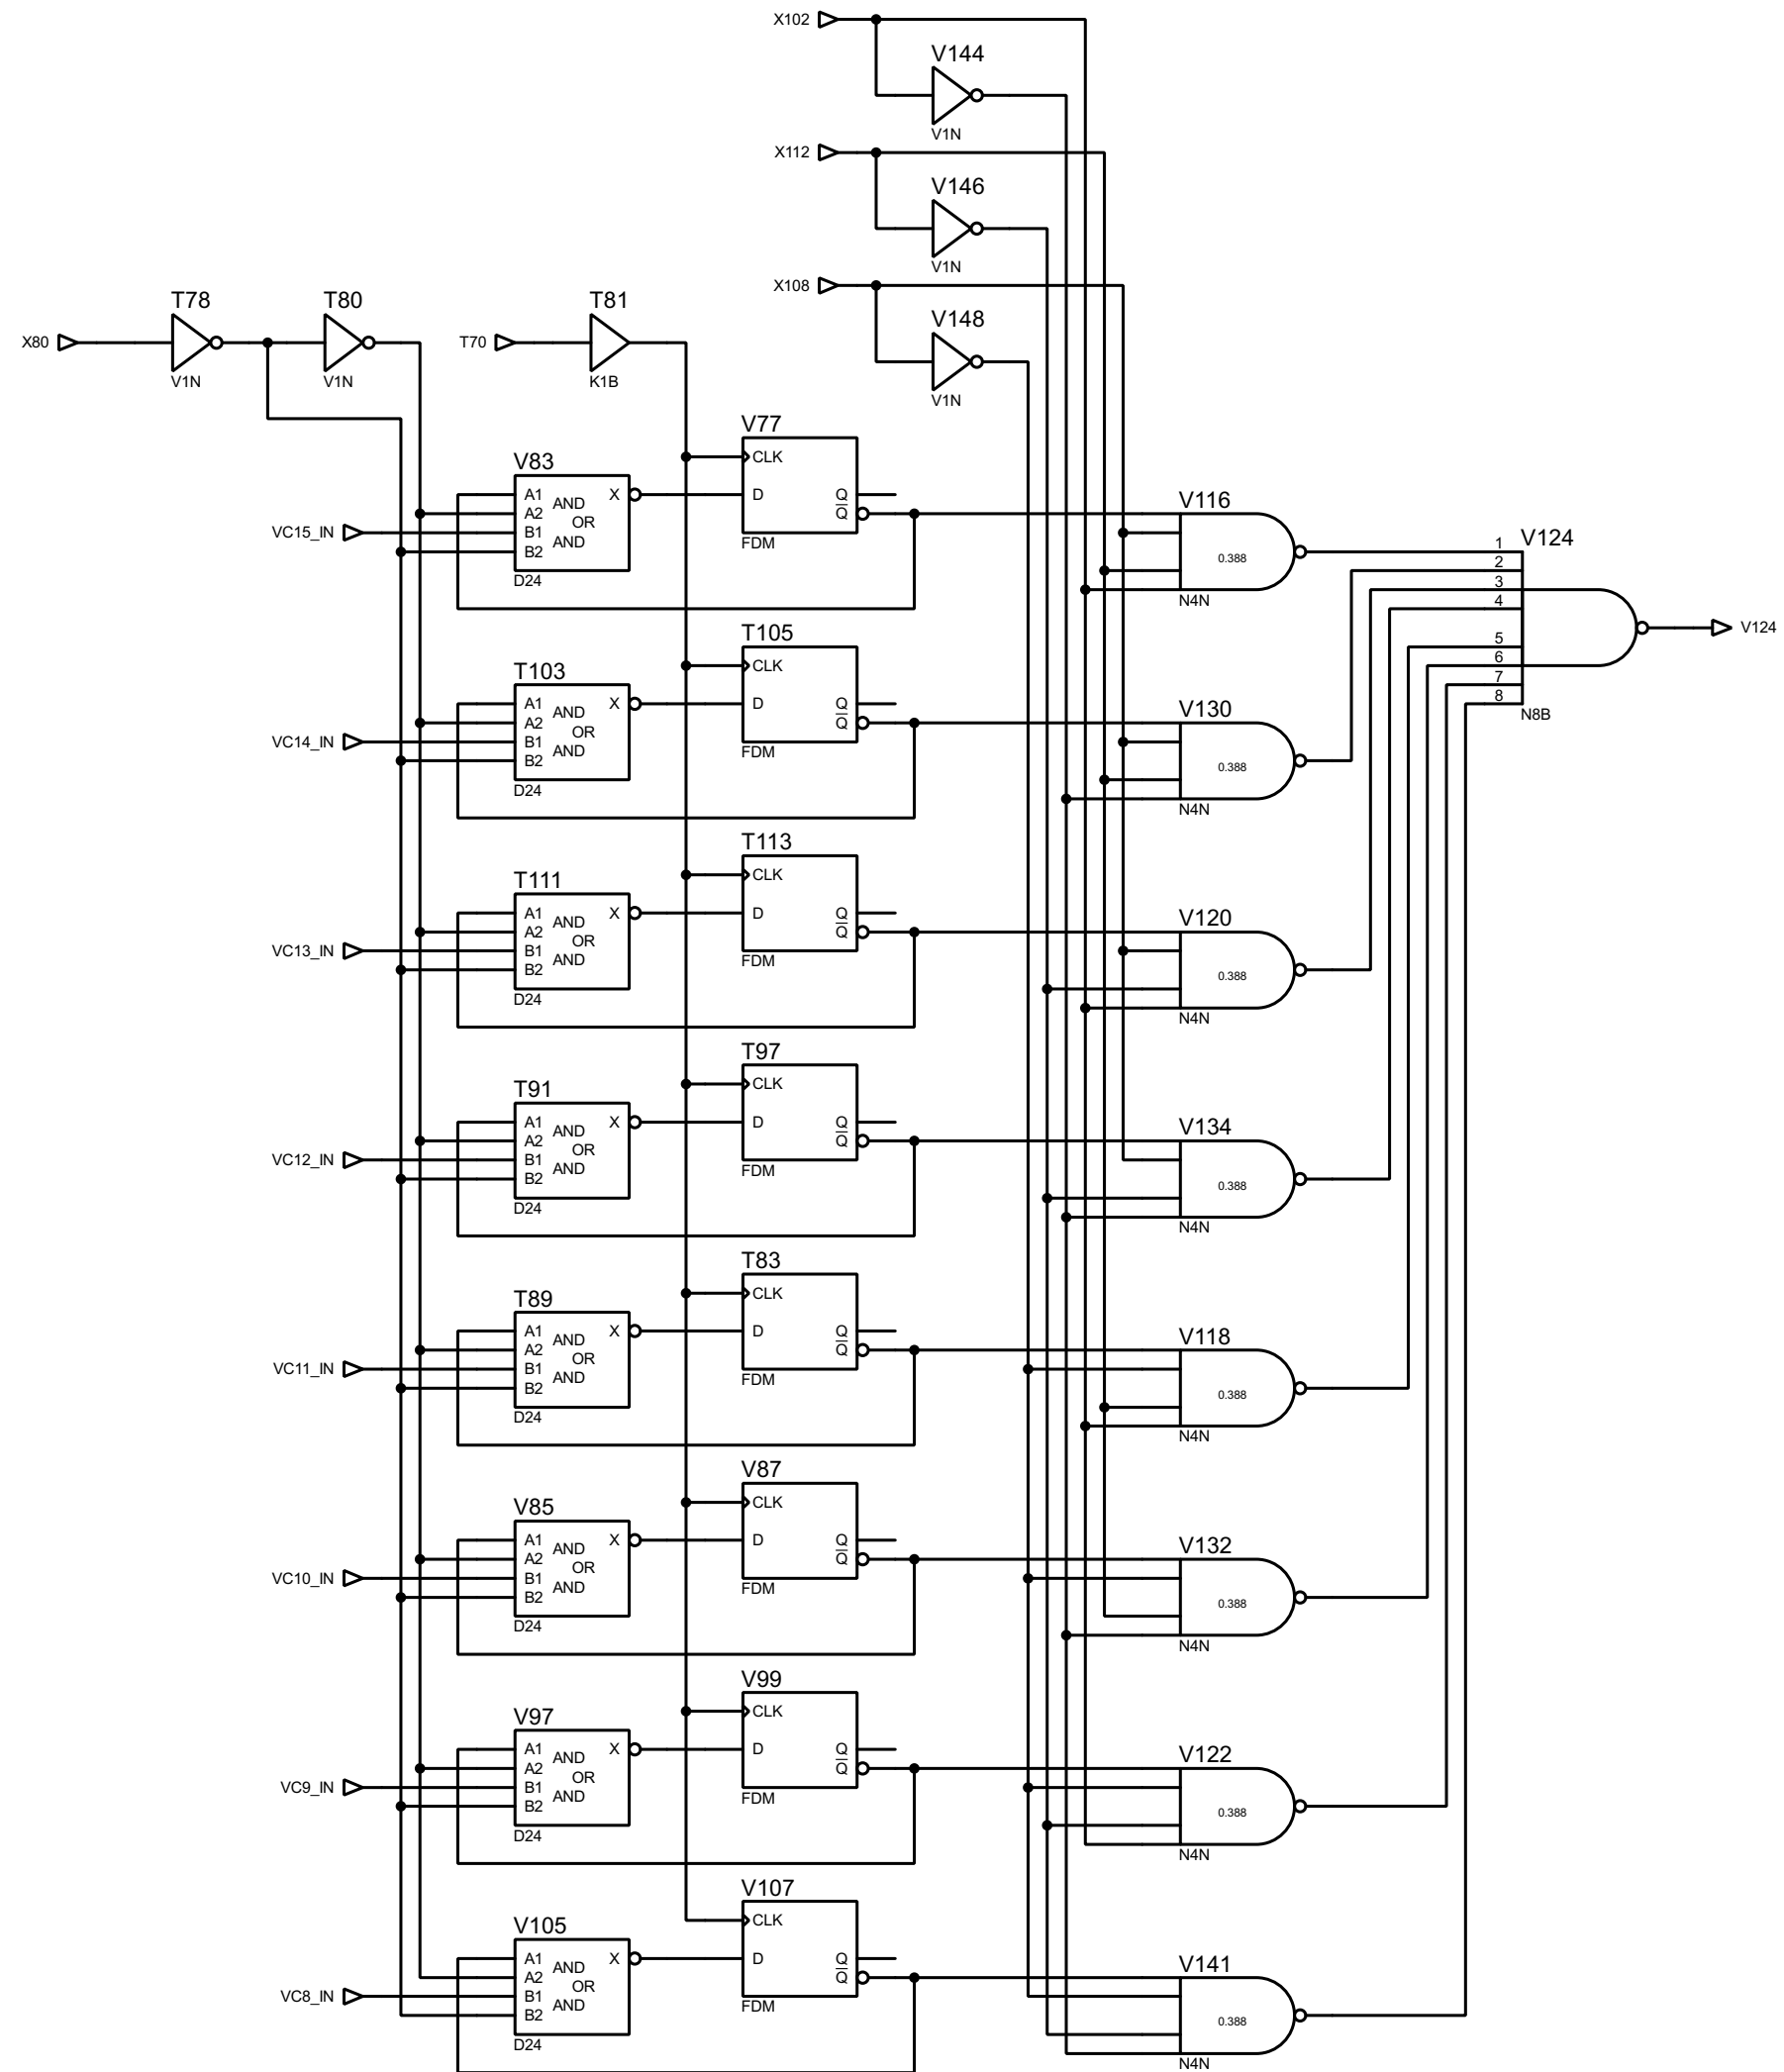 X102
V144
V1N
X112
V146
V1N
X108
V148
V1N
X80
T78
V1N
T80
V1N
T70
T81
K1B
V83
A1
A2
B1
B2
AND
OR
AND
X
D24
VC15_IN
V77
CLK
D
Q
Q
FDM
V116
0.388
N4N
T103
A1
A2
B1
B2
AND
OR
AND
X
D24
VC14_IN
T105
CLK
D
Q
Q
FDM
V130
0.388
N4N
T111
A1
A2
B1
B2
AND
OR
AND
X
D24
VC13_IN
T113
CLK
D
Q
Q
FDM
V120
0.388
N4N
T91
A1
A2
B1
B2
AND
OR
AND
X
D24
VC12_IN
T97
CLK
D
Q
Q
FDM
V134
0.388
N4N
T89
A1
A2
B1
B2
AND
OR
AND
X
D24
VC11_IN
T83
CLK
D
Q
Q
FDM
V118
0.388
N4N
V85
A1
A2
B1
B2
AND
OR
AND
X
D24
VC10_IN
V87
CLK
D
Q
Q
FDM
V132
0.388
N4N
V97
A1
A2
B1
B2
AND
OR
AND
X
D24
VC9_IN
V99
CLK
D
Q
Q
FDM
V122
0.388
N4N
V105
A1
A2
B1
B2
AND
OR
AND
X
D24
VC8_IN
V107
CLK
D
Q
Q
FDM
V141
0.388
N4N
V124
1
2
3
4
5
6
7
8
N8B
V124